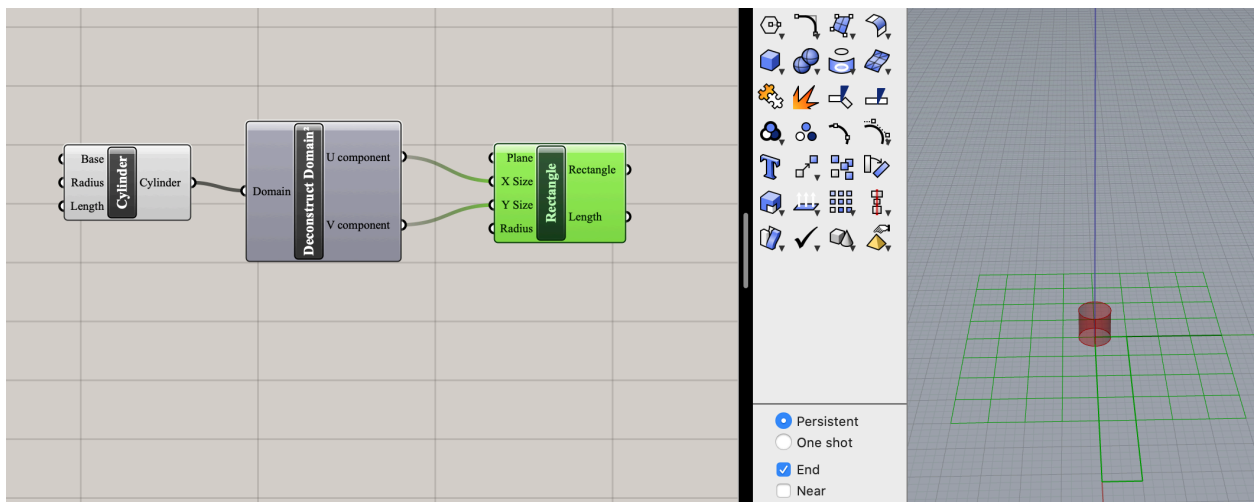 Base
Radius
Length
Cylinder
Cylinder
Domain
Deconstruct Domain²
U component
V component
Plane
X Size
Y Size
Radius
Rectangle
Rectangle
Length
Persistent
One shot
End
Near